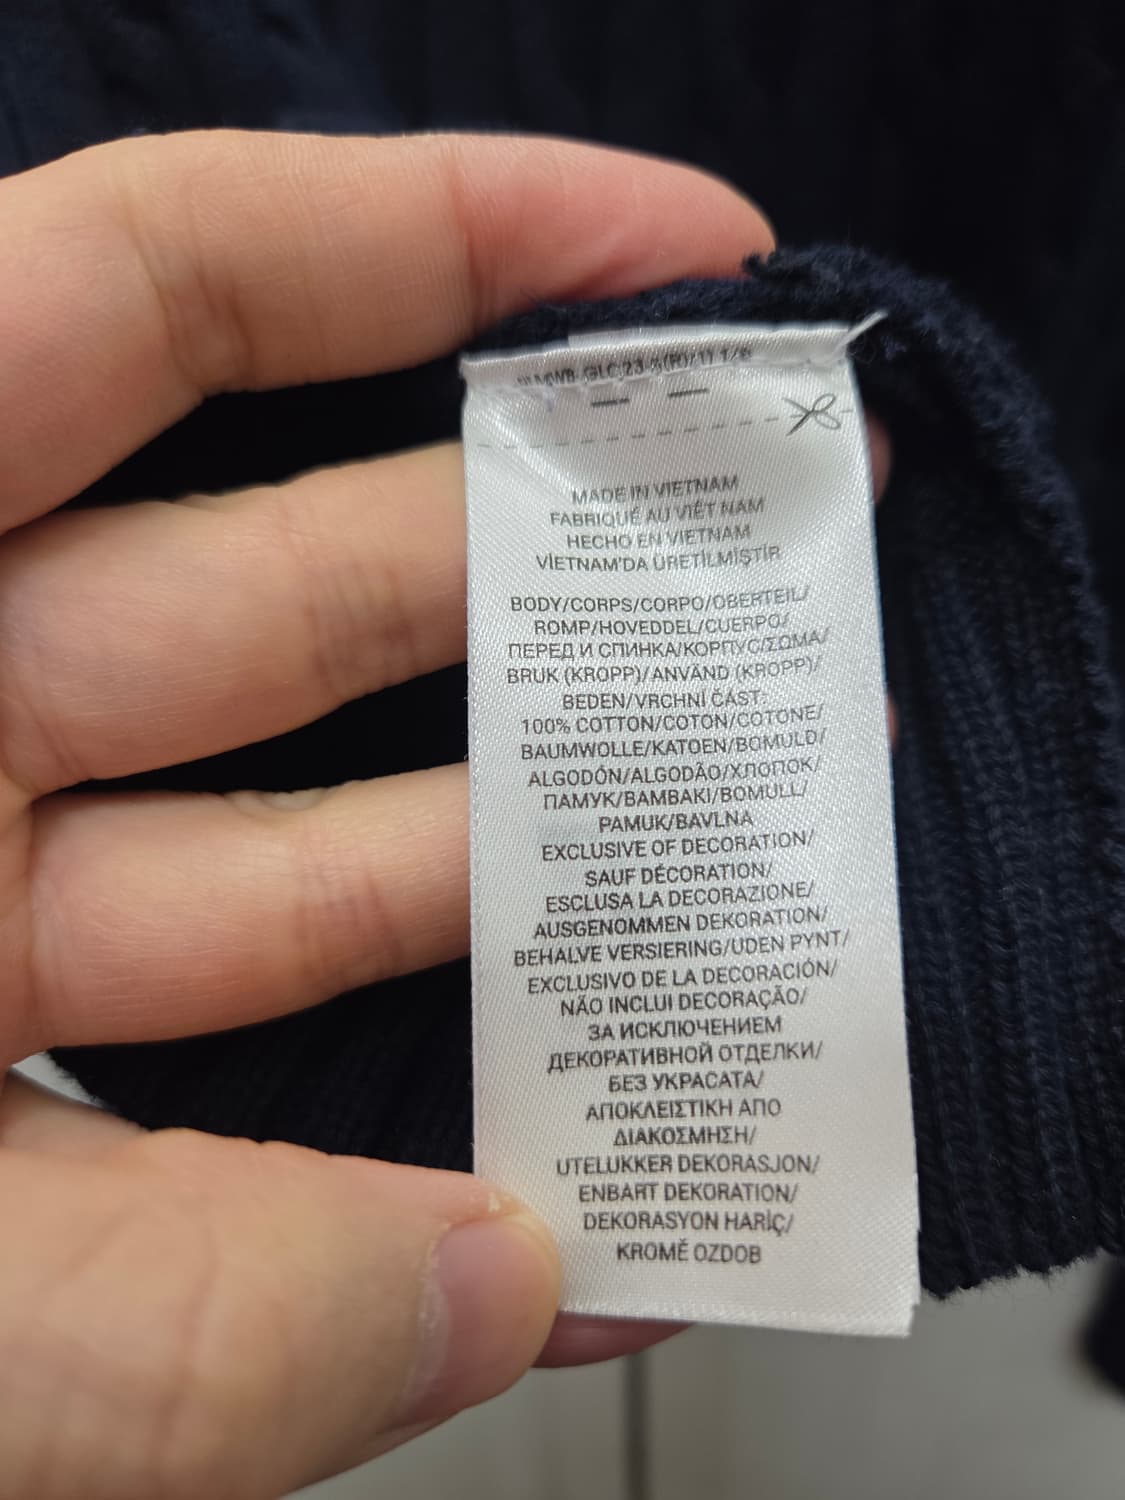 GLC 23
MADE IN VIETNAM
FABRIQUÉ AU VIÊT NAM
HECHO EN VIETNAM
VİETNAM'DA ÜRETİLMİŞTİR
BODY/CORPS/CORPO/OBERTEIL/
ROMP/HOVEDDEL/CUERPO/
ПЕРЕД И СПИНКА/КОРПУС/ΣΩΜΑ/
BRUK (KROPP)/ANVÄND (KROPP)/
BEDEN/VRCHNÍ ČÁST:
100% COTTON/COTON/COTONE/
BAUMWOLLE/KATOEN/BOMULD/
ALGODÓN/ALGODÃO/ХЛОПОК/
ПАМУК/ΒΑΜΒΑΚΙ/BOMULL/
PAMUK/BAVLNA
EXCLUSIVE OF DECORATION/
SAUF DÉCORATION/
ESCLUSA LA DECORAZIONE/
AUSGENOMMEN DEKORATION/
BEHALVE VERSIERING/UDEN PYNT/
EXCLUSIVO DE LA DECORACIÓN/
NÃO INCLUI DECORAÇÃO/
ЗА ИСКЛЮЧЕНИЕМ
ДЕКОРАТИВНОЙ ОТДЕЛКИ/
БЕЗ УКРАСАТА/
ΑΠΟΚΛΕΙΣΤΙΚΗ ΑΠΟ
ΔΙΑΚΟΣΜΗΣΗ/
UTELUKKER DEKORASJON/
ENBART DEKORATION/
DEKORASYON HARİÇ/
KROMĚ OZDOB